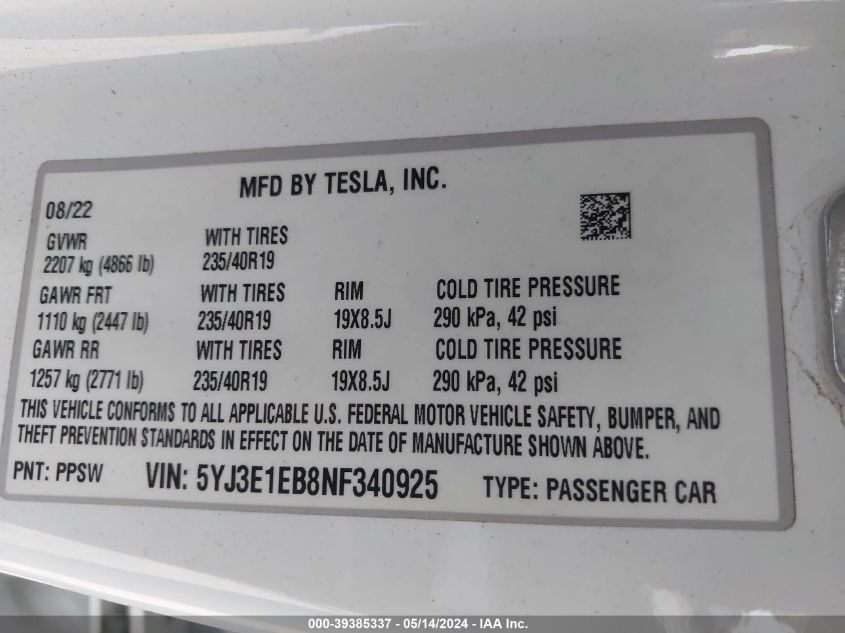 MFD BY TESLA, INC.
08/22
GVWR WITH TIRES
2207 kg (4866 lb) 235/40R19
GAWR FRT WITH TIRES RIM COLD TIRE PRESSURE
1110 kg (2447 lb) 235/40R19 19X8.5J 290 kPa, 42 psi
GAWR RR WITH TIRES RIM COLD TIRE PRESSURE
1257 kg (2771 lb) 235/40R19 19X8.5J 290 kPa, 42 psi
THIS VEHICLE CONFORMS TO ALL APPLICABLE U.S. FEDERAL MOTOR VEHICLE SAFETY, BUMPER, AND
THEFT PREVENTION STANDARDS IN EFFECT ON THE DATE OF MANUFACTURE SHOWN ABOVE.
PNT: PPSW VIN: 5YJ3E1EB8NF340925 TYPE: PASSENGER CAR
000-39385337 - 05/14/2024 - IAA Inc.